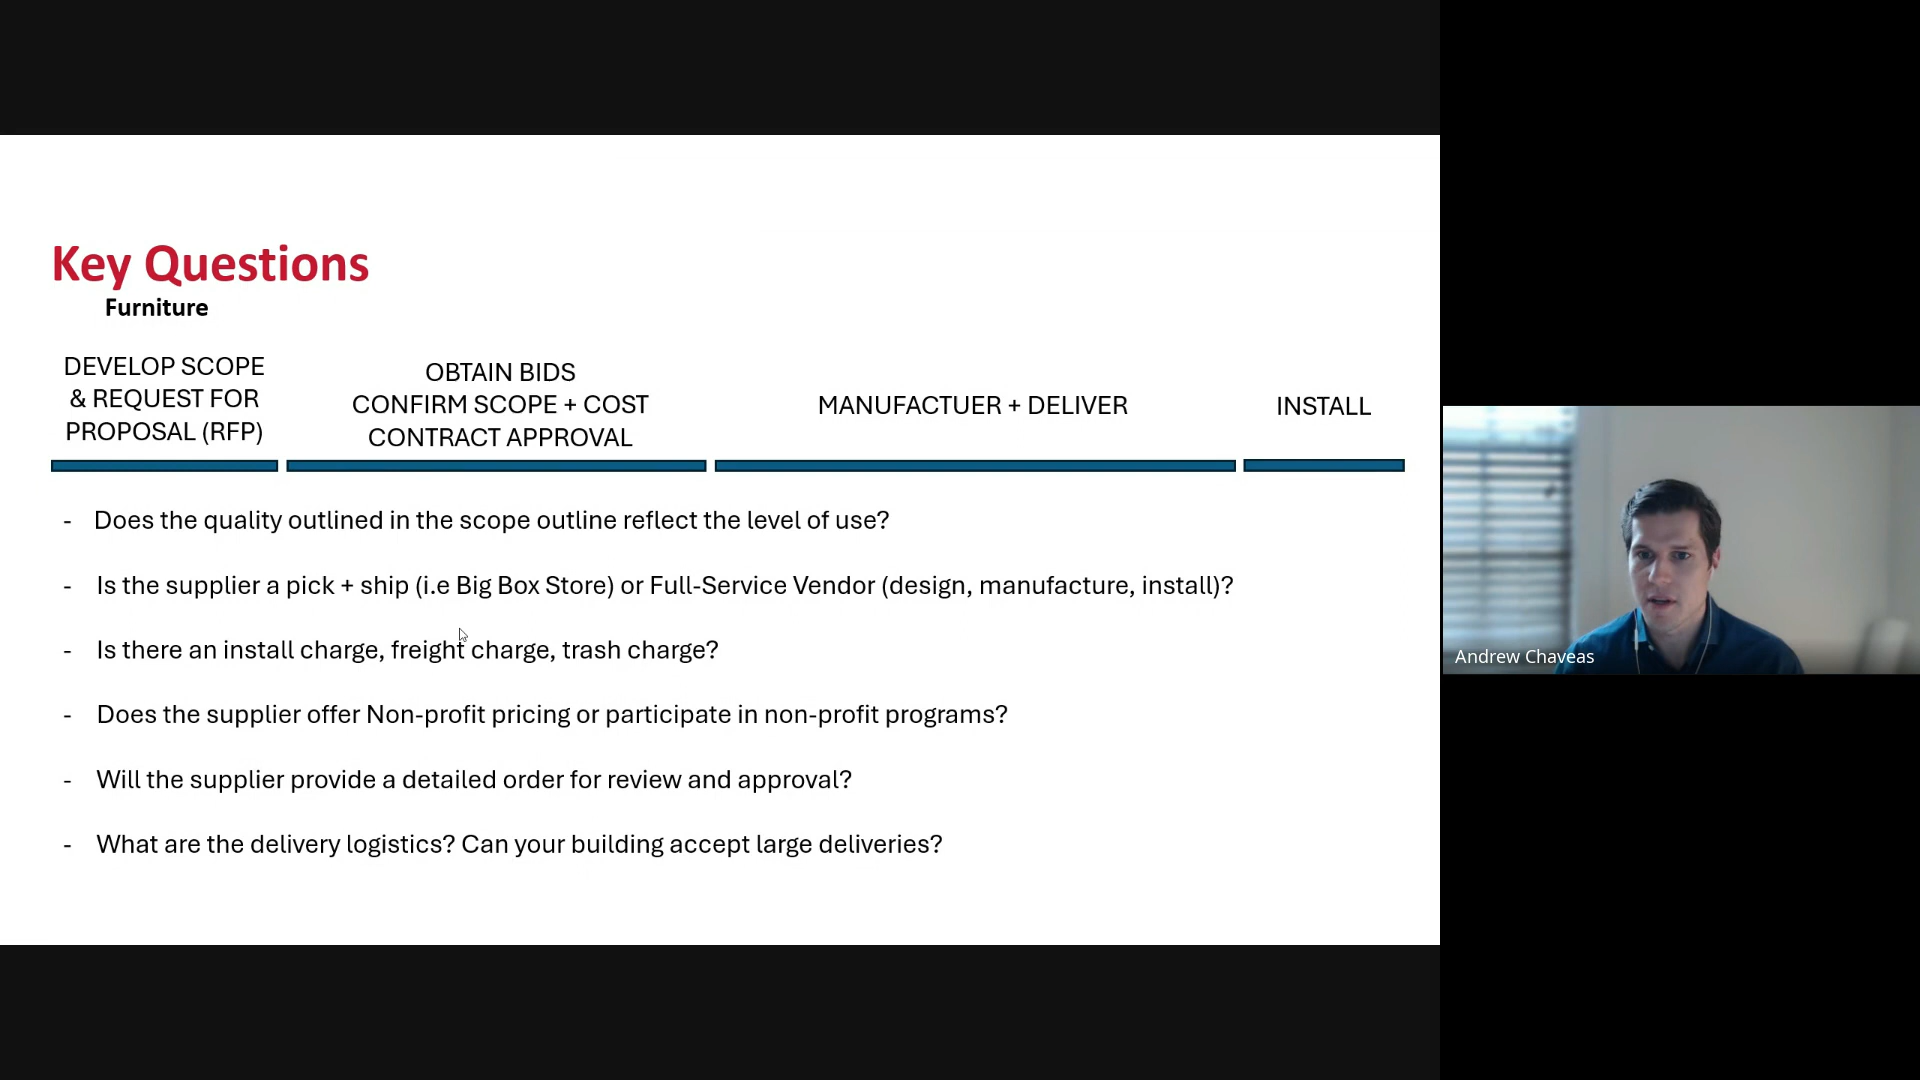 Key Questions
Furniture
DEVELOP SCOPE
& REQUEST FOR
PROPOSAL (RFP)
OBTAIN BIDS
CONFIRM SCOPE + COST
CONTRACT APPROVAL
MANUFACTUER + DELIVER
INSTALL
- Does the quality outlined in the scope outline reflect the level of use?
- Is the supplier a pick + ship (i.e Big Box Store) or Full-Service Vendor (design, manufacture, install)?
- Is there an install charge, freight charge, trash charge?
- Does the supplier offer Non-profit pricing or participate in non-profit programs?
- Will the supplier provide a detailed order for review and approval?
- What are the delivery logistics? Can your building accept large deliveries?
Andrew Chaveas